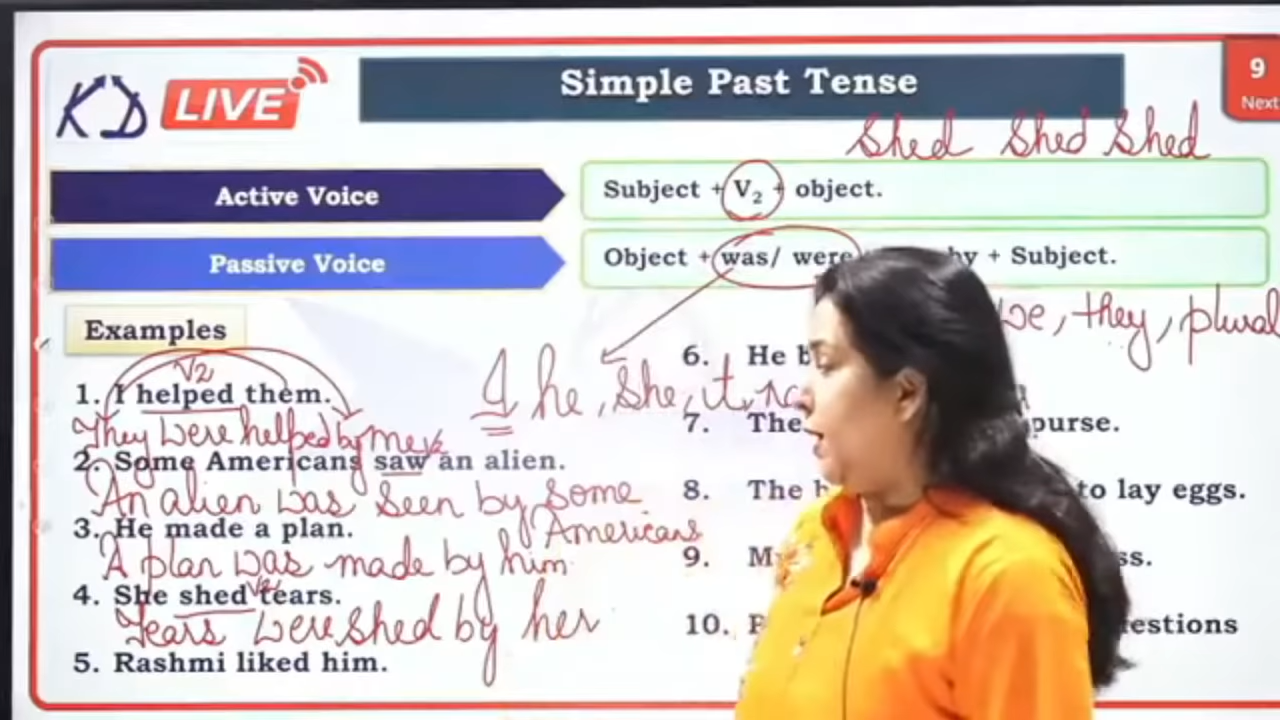 KD LIVE
Simple Past Tense
9
Next
Shed Shed Shed
Active Voice
Subject + V₂ + object.
Passive Voice
Object + was/ were by + Subject.
Examples
we, they, plural
I he, she, it,
V2
1. I helped them.
They were helped by me
2. Some Americans saw an alien.
An alien was seen by some
Americans
3. He made a plan.
A plan was made by him
4. She shed tears.
Tears were shed by her
5. Rashmi liked him.
6. He
7. The purse.
8. The to lay eggs.
9.
10.